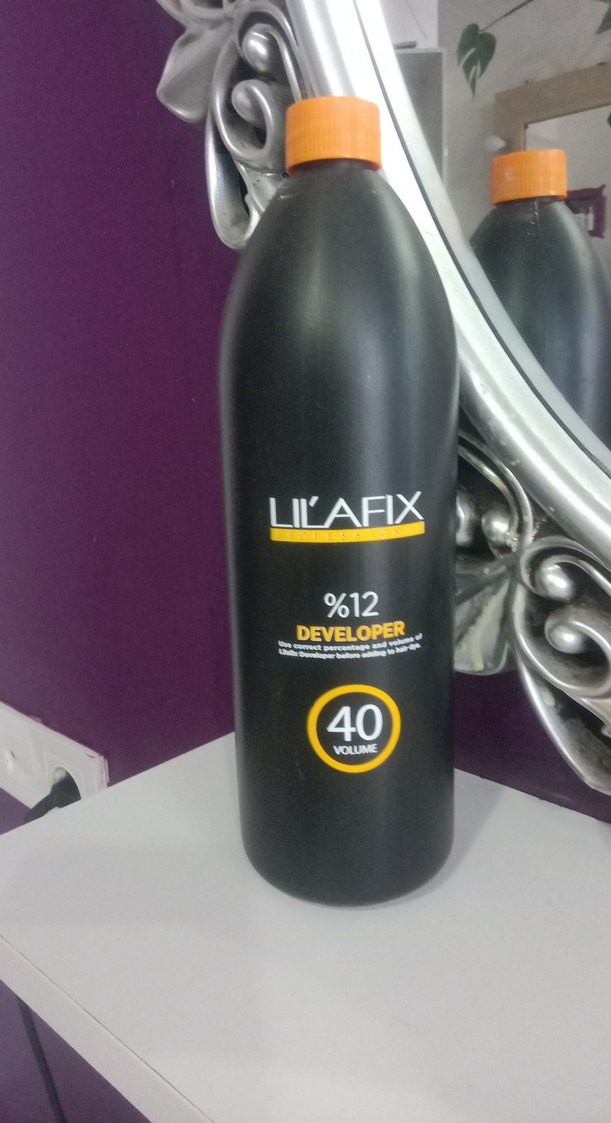 LIL'AFIX
PROFESSIONAL
%12
DEVELOPER
Use correct percentage and volume of
Lilafix Developer before adding to hair dye.
40
VOLUME